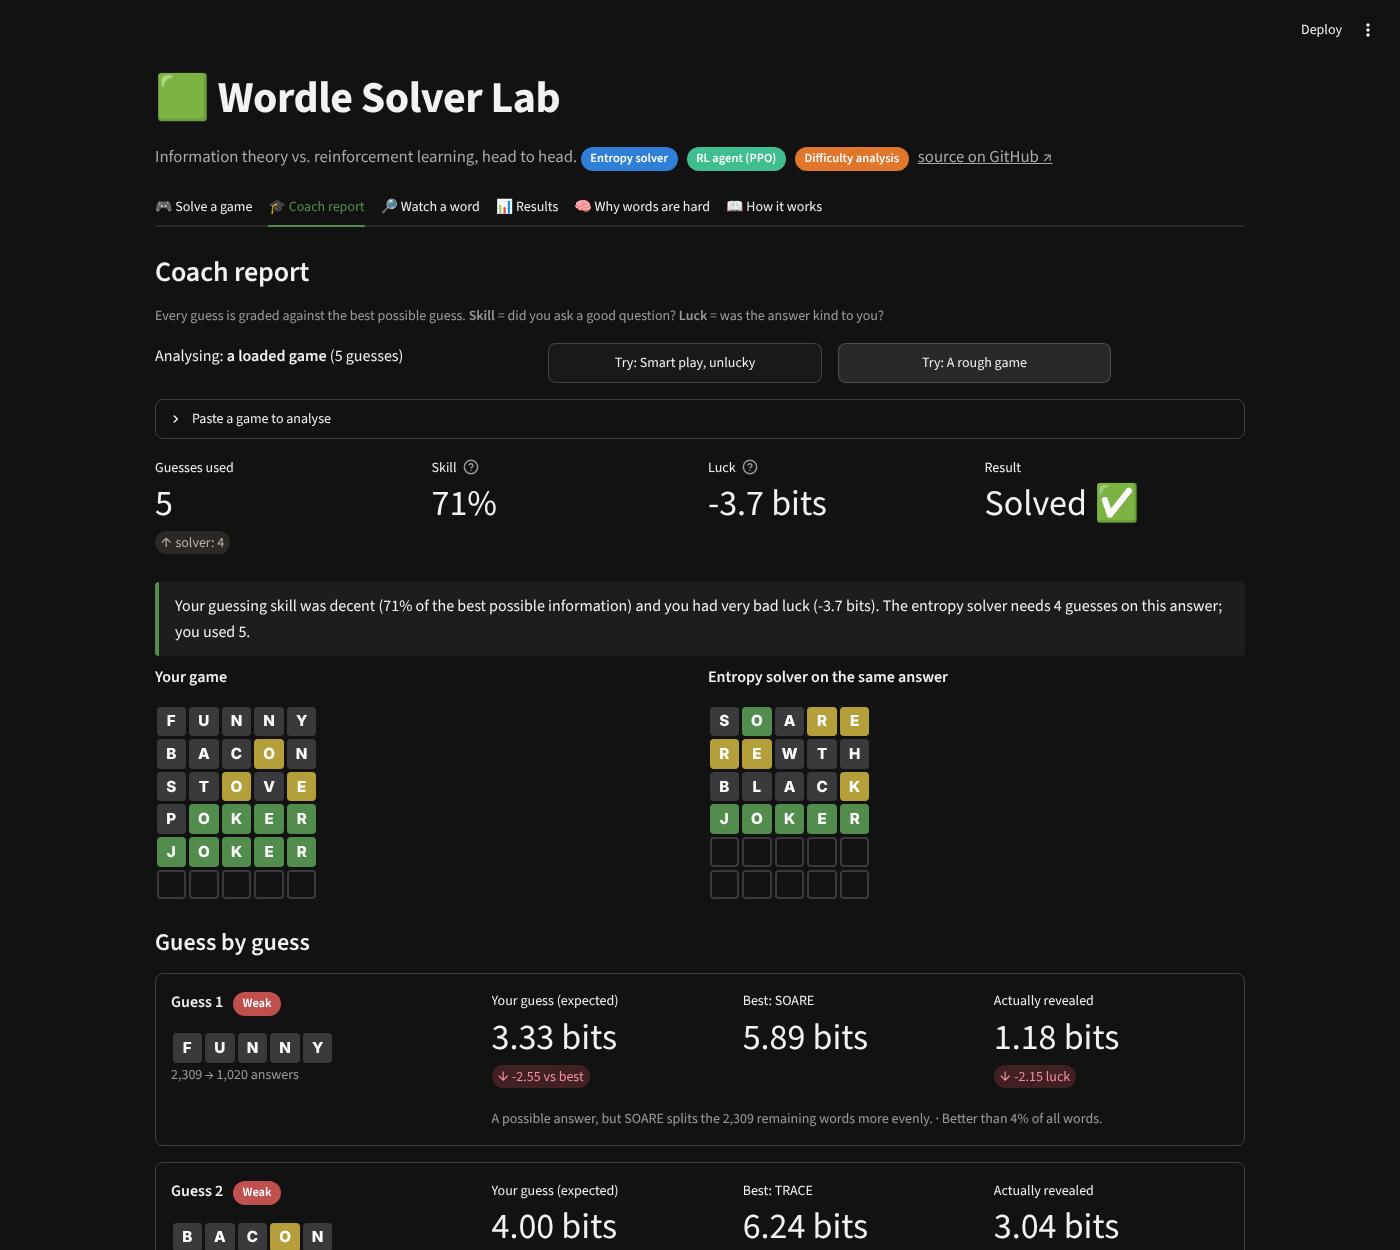 Deploy
Wordle Solver Lab
Information theory vs. reinforcement learning, head to head. Entropy solver RL agent (PPO) Difficulty analysis source on GitHub ↗
🎮 Solve a game 🎓 Coach report 🔎 Watch a word 📊 Results 🧠 Why words are hard 📖 How it works
Coach report
Every guess is graded against the best possible guess. Skill = did you ask a good question? Luck = was the answer kind to you?
Analysing: a loaded game (5 guesses) Try: Smart play, unlucky Try: A rough game
Paste a game to analyse
Guesses used Skill Luck Result
5 71% -3.7 bits Solved ✅
↑ solver: 4
Your guessing skill was decent (71% of the best possible information) and you had very bad luck (-3.7 bits). The entropy solver needs 4 guesses on this answer;
you used 5.
Your game
F U N N Y
B A C O N
S T O V E
P O K E R
J O K E R
Entropy solver on the same answer
S O A R E
R E W T H
B L A C K
J O K E R
Guess by guess
Guess 1 Weak
F U N N Y
2,309 → 1,020 answers
Your guess (expected)
3.33 bits
↓ -2.55 vs best
Best: SOARE
5.89 bits
Actually revealed
1.18 bits
↓ -2.15 luck
A possible answer, but SOARE splits the 2,309 remaining words more evenly. · Better than 4% of all words.
Guess 2 Weak
B A C O N
Your guess (expected)
4.00 bits
Best: TRACE
6.24 bits
Actually revealed
3.04 bits